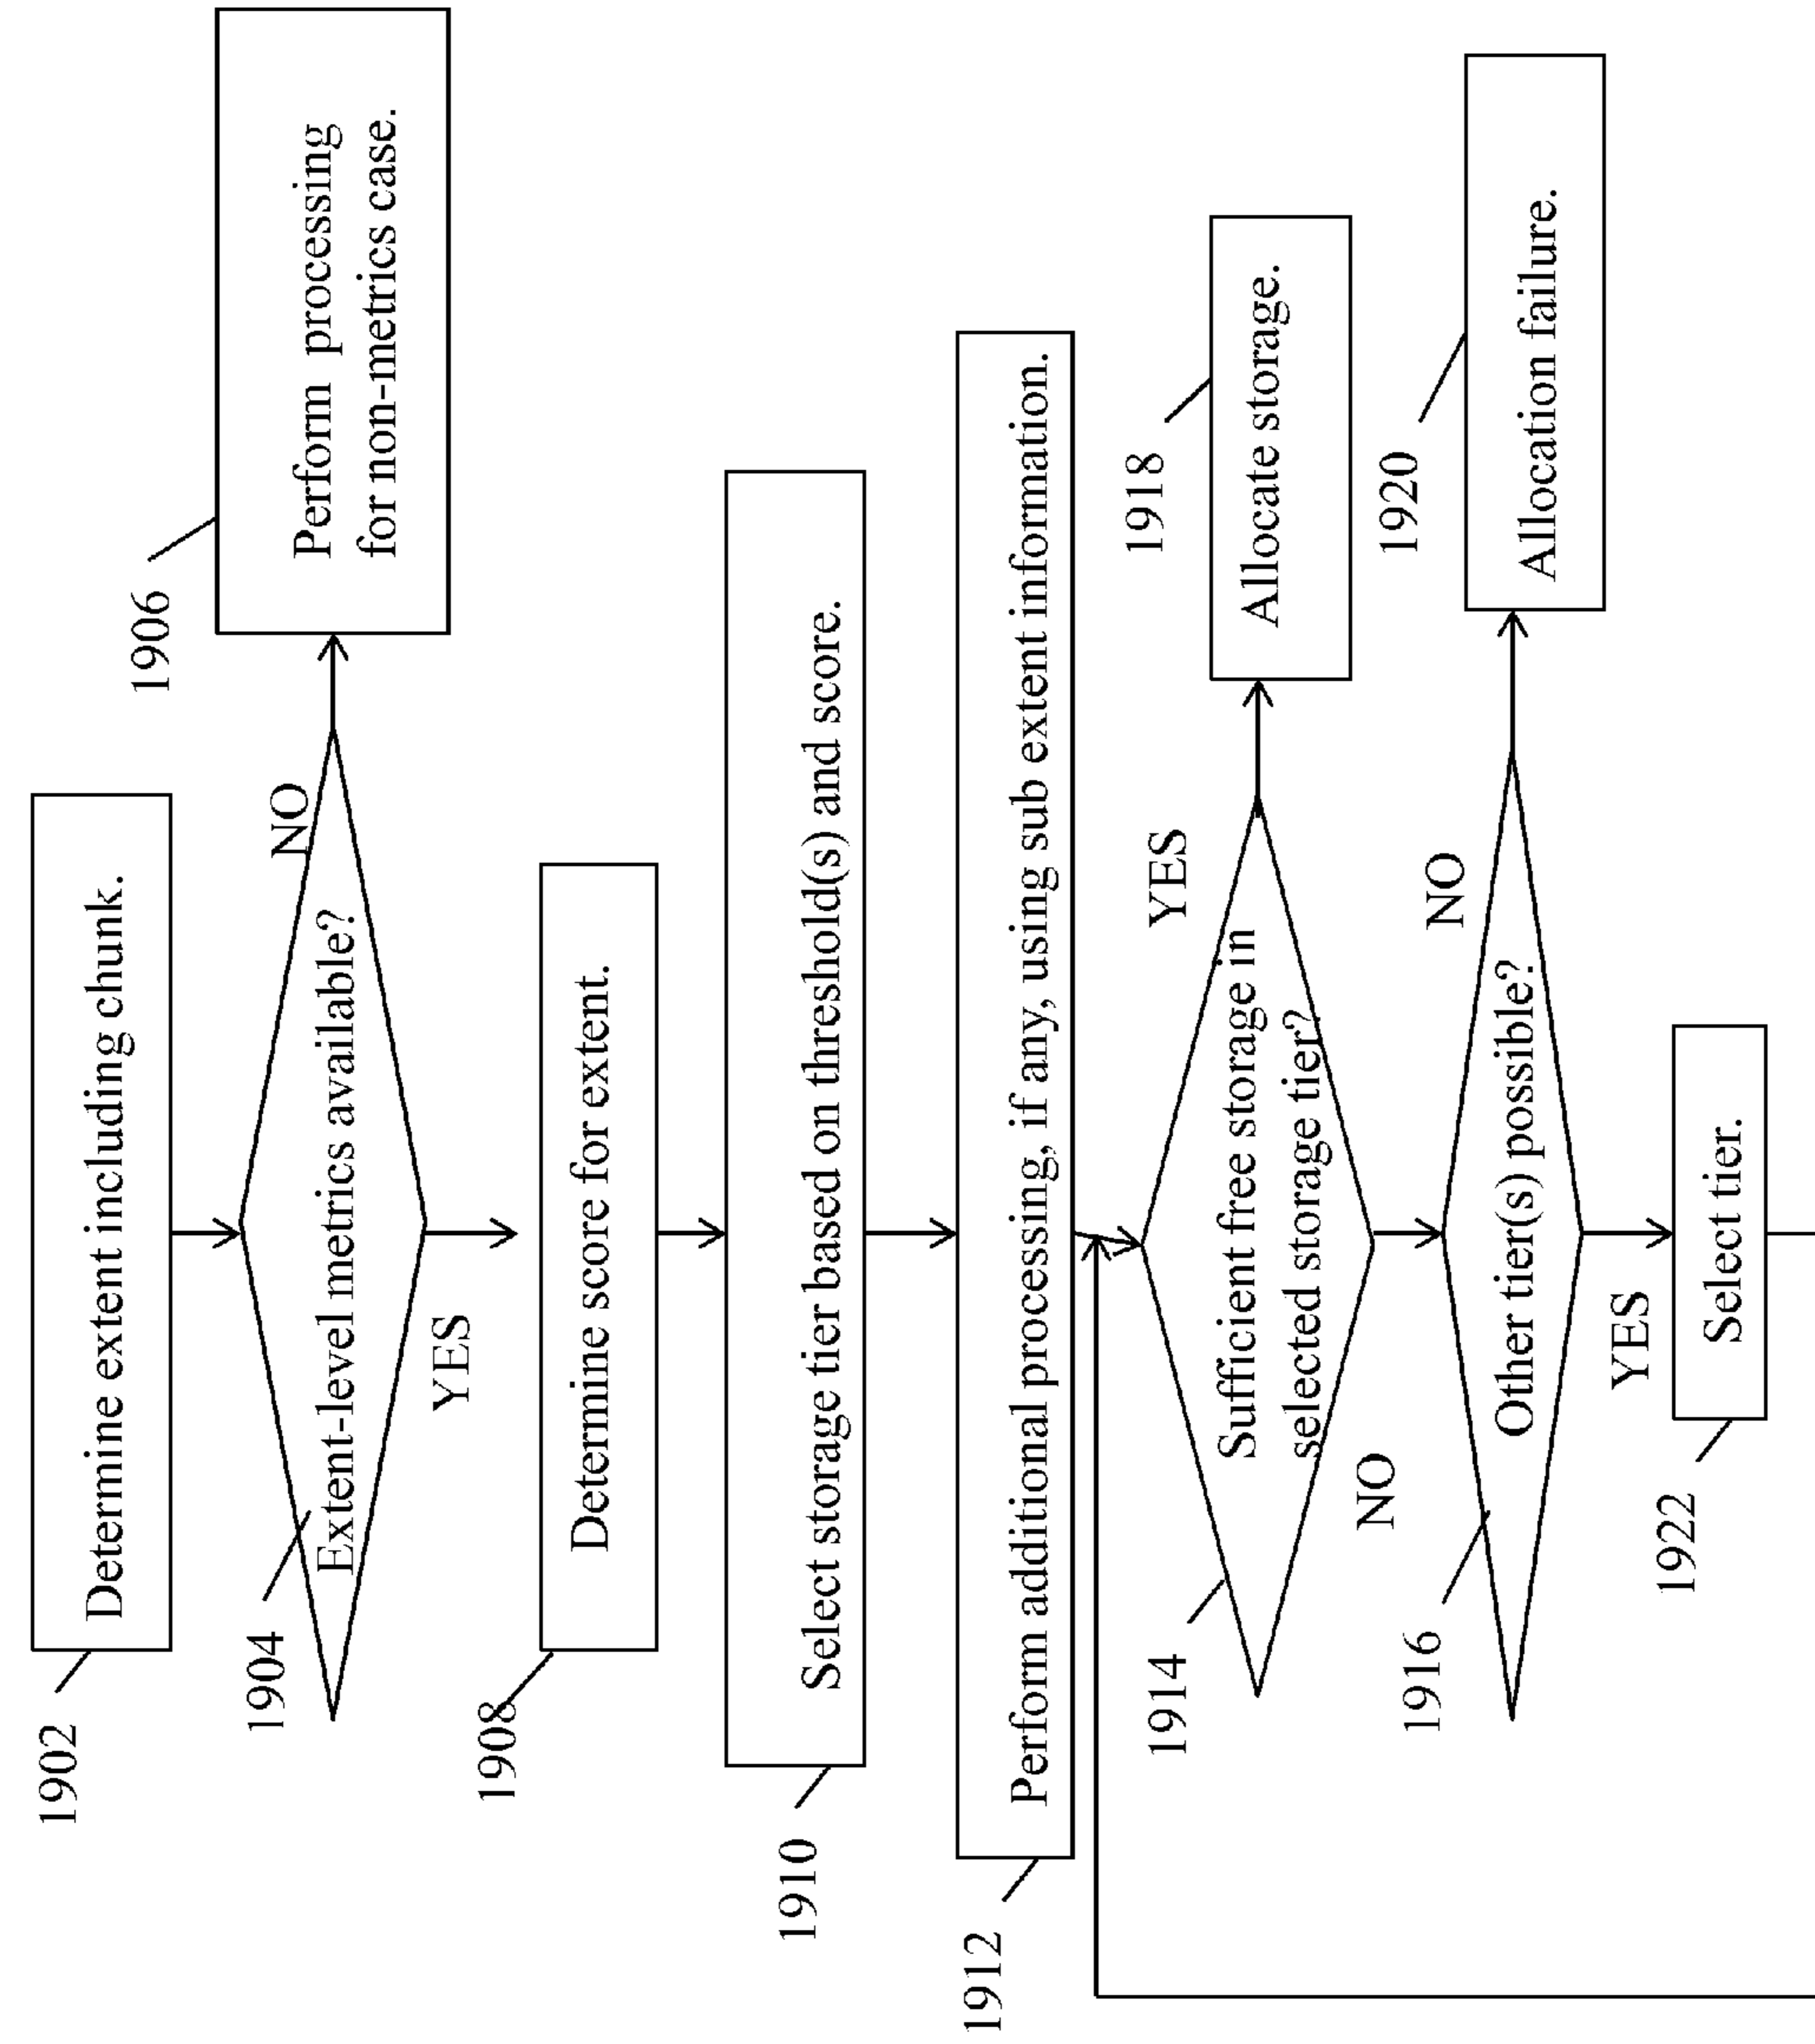 1902
Determine extent including chunk.
1904
Extent-level metrics available?
NO
1906
Perform processing
for non-metrics case.
YES
1908
Determine score for extent.
1910
Select storage tier based on threshold(s) and score.
1912
Perform additional processing, if any, using sub extent information.
1914
Sufficient free storage in
selected storage tier?
YES
1918
Allocate storage.
NO
1916
Other tier(s) possible?
NO
1920
Allocation failure.
YES
1922
Select tier.